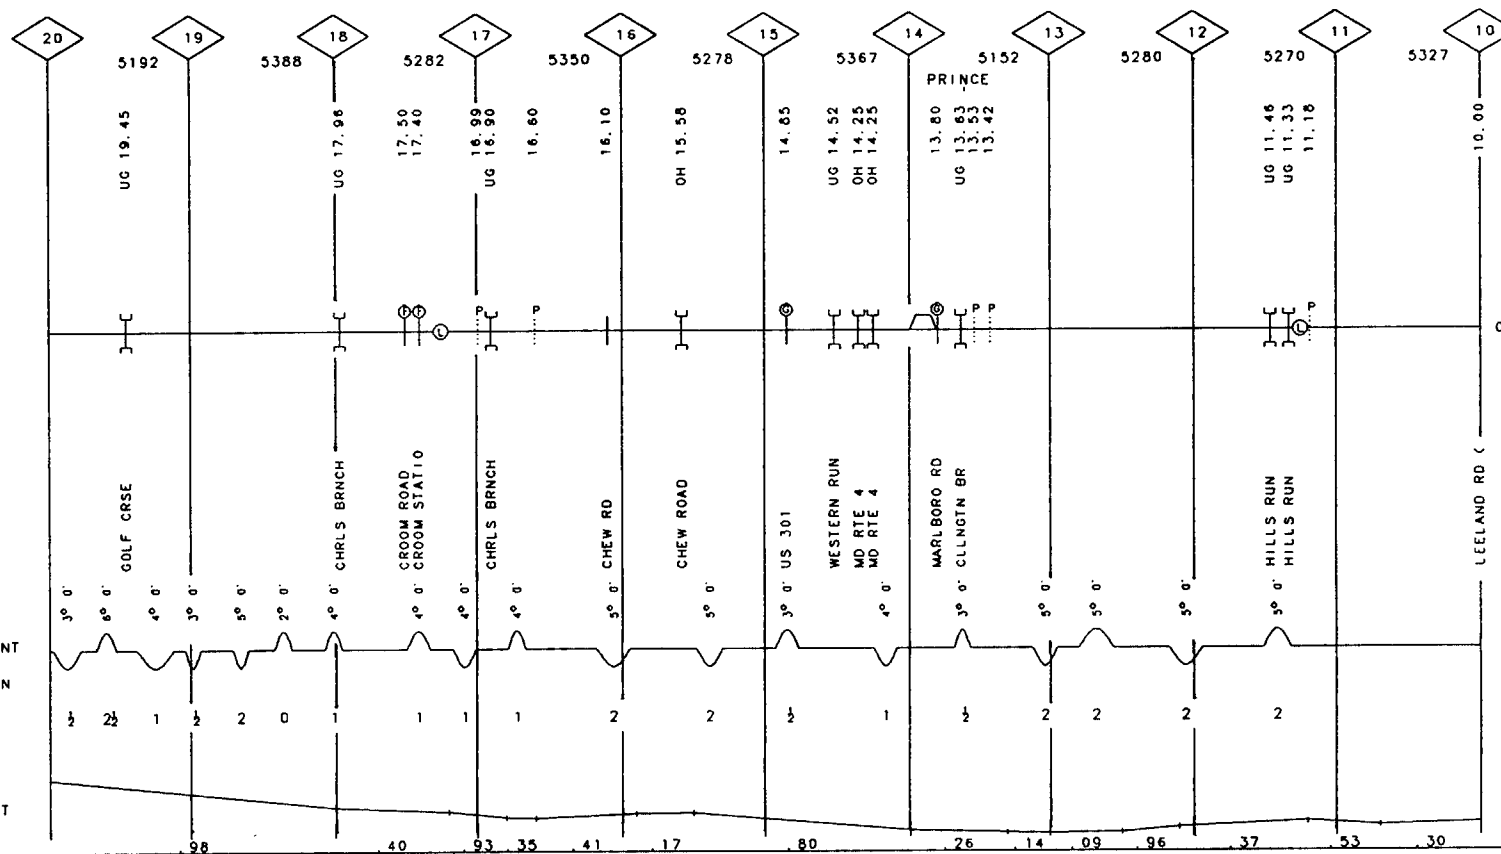 20 19 18 17 16 15 14 13 12 11 10
5192 5388 5282 5350 5278 5367 5152 5280 5270 5327
PRINCE
UG 19.45
UG 17.98
17.50
17.40
16.99
UG 16.90
16.60
16.10
OH 15.58
14.85
UG 14.52
OH 14.25
OH 14.25
13.80
UG 13.63
13.53
13.42
UG 11.46
UG 11.33
11.18
10.00
F F L P P G G P P L P
GOLF CRSE
CHRLS BRNCH
CROOM ROAD
CROOM STATIO
CHRLS BRNCH
CHEW RD
CHEW ROAD
US 301
WESTERN RUN
MD RTE 4
MD RTE 4
MARLBORO RD
CLLNGTN BR
HILLS RUN
HILLS RUN
LEELAND RD (
3° 0' 6° 0' 4° 0' 3° 0' 5° 0' 2° 0' 4° 0' 4° 0' 4° 0' 4° 0' 5° 0' 5° 0' 3° 0' 4° 0' 3° 0' 5° 0' 5° 0' 5° 0' 5° 0'
NT
N
½ 2½ 1 ½ 2 0 1 1 1 1 2 2 ½ 1 ½ 2 2 2 2
T
.98 .40 .93 .35 .41 .17 .80 .26 .14 .09 .96 .37 .53 .30